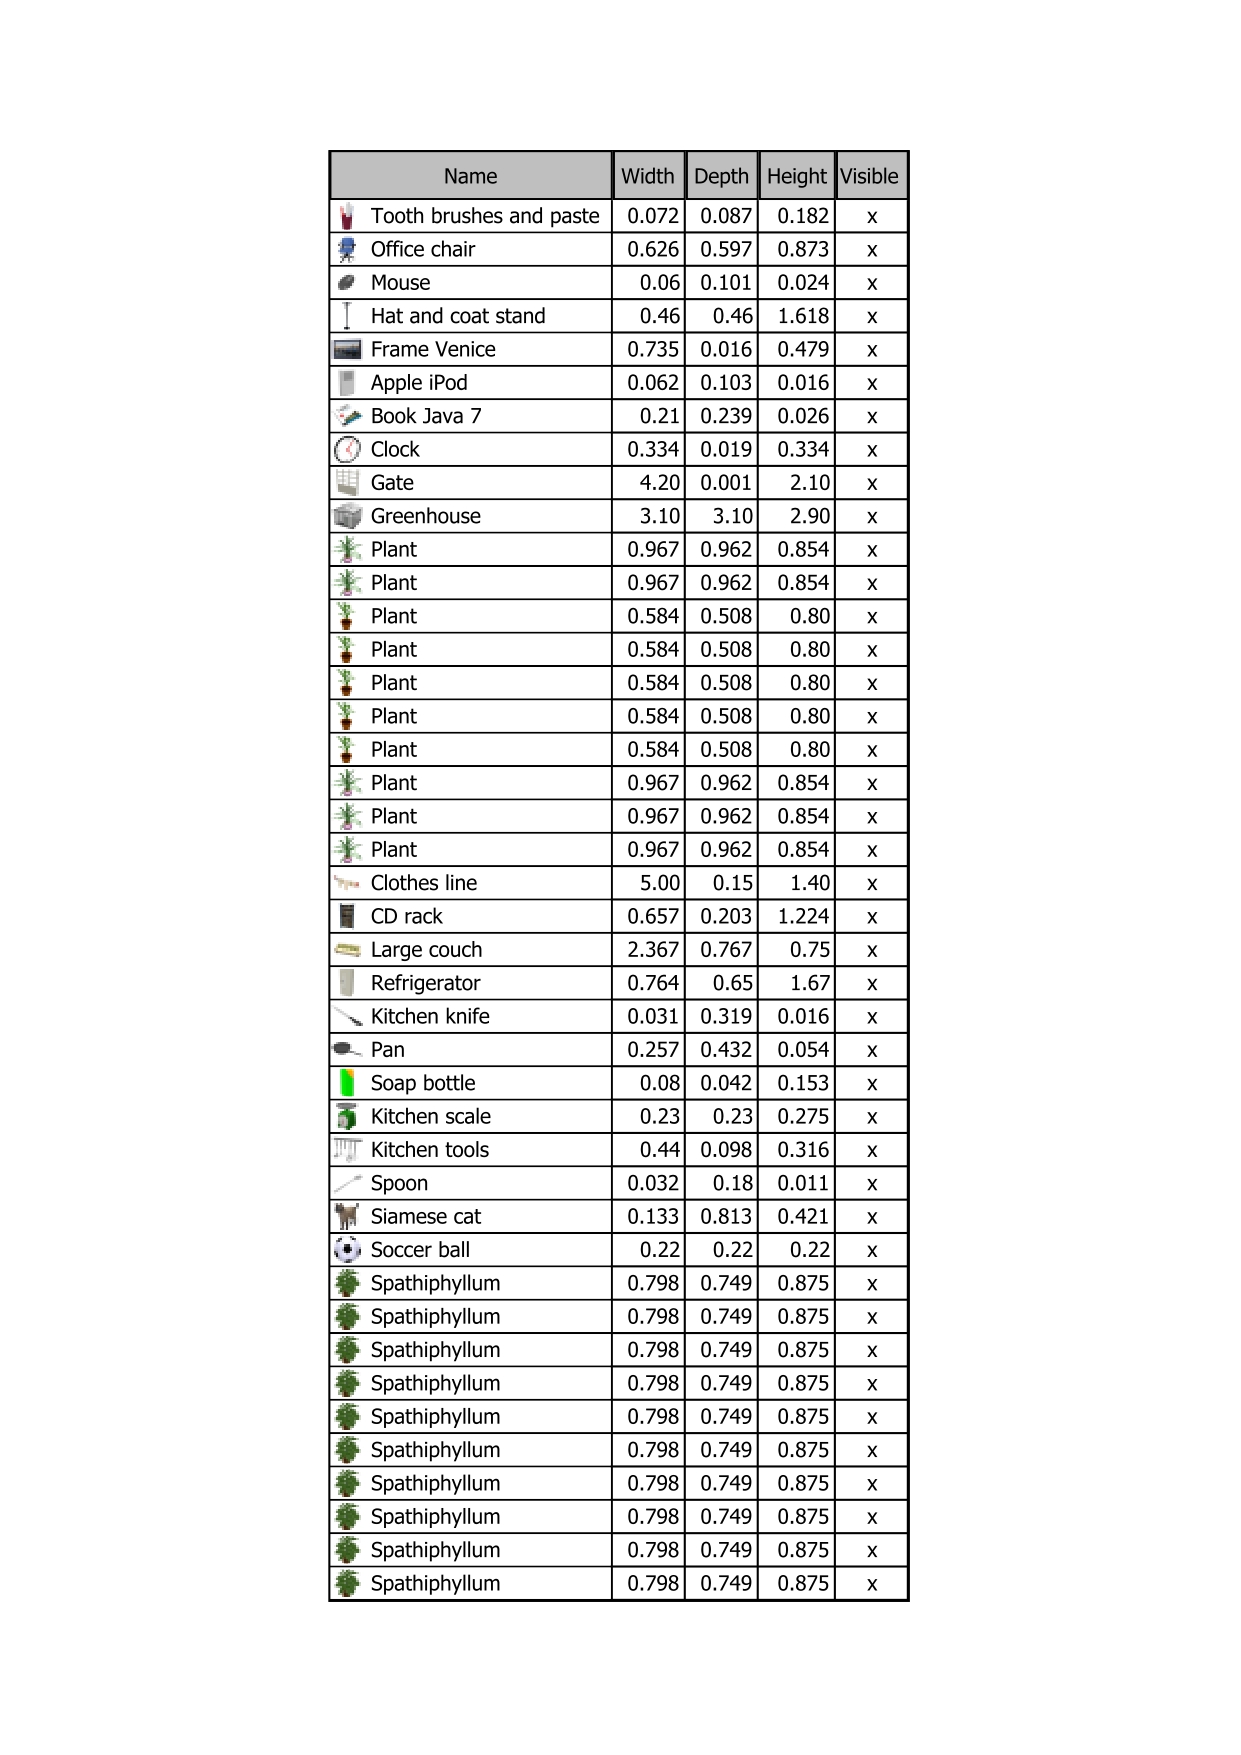 Name Width Depth Height Visible
Tooth brushes and paste 0.072 0.087 0.182 x
Office chair 0.626 0.597 0.873 x
Mouse 0.06 0.101 0.024 x
Hat and coat stand 0.46 0.46 1.618 x
Frame Venice 0.735 0.016 0.479 x
Apple iPod 0.062 0.103 0.016 x
Book Java 7 0.21 0.239 0.026 x
Clock 0.334 0.019 0.334 x
Gate 4.20 0.001 2.10 x
Greenhouse 3.10 3.10 2.90 x
Plant 0.967 0.962 0.854 x
Plant 0.967 0.962 0.854 x
Plant 0.584 0.508 0.80 x
Plant 0.584 0.508 0.80 x
Plant 0.584 0.508 0.80 x
Plant 0.584 0.508 0.80 x
Plant 0.584 0.508 0.80 x
Plant 0.967 0.962 0.854 x
Plant 0.967 0.962 0.854 x
Plant 0.967 0.962 0.854 x
Clothes line 5.00 0.15 1.40 x
CD rack 0.657 0.203 1.224 x
Large couch 2.367 0.767 0.75 x
Refrigerator 0.764 0.65 1.67 x
Kitchen knife 0.031 0.319 0.016 x
Pan 0.257 0.432 0.054 x
Soap bottle 0.08 0.042 0.153 x
Kitchen scale 0.23 0.23 0.275 x
Kitchen tools 0.44 0.098 0.316 x
Spoon 0.032 0.18 0.011 x
Siamese cat 0.133 0.813 0.421 x
Soccer ball 0.22 0.22 0.22 x
Spathiphyllum 0.798 0.749 0.875 x
Spathiphyllum 0.798 0.749 0.875 x
Spathiphyllum 0.798 0.749 0.875 x
Spathiphyllum 0.798 0.749 0.875 x
Spathiphyllum 0.798 0.749 0.875 x
Spathiphyllum 0.798 0.749 0.875 x
Spathiphyllum 0.798 0.749 0.875 x
Spathiphyllum 0.798 0.749 0.875 x
Spathiphyllum 0.798 0.749 0.875 x
Spathiphyllum 0.798 0.749 0.875 x